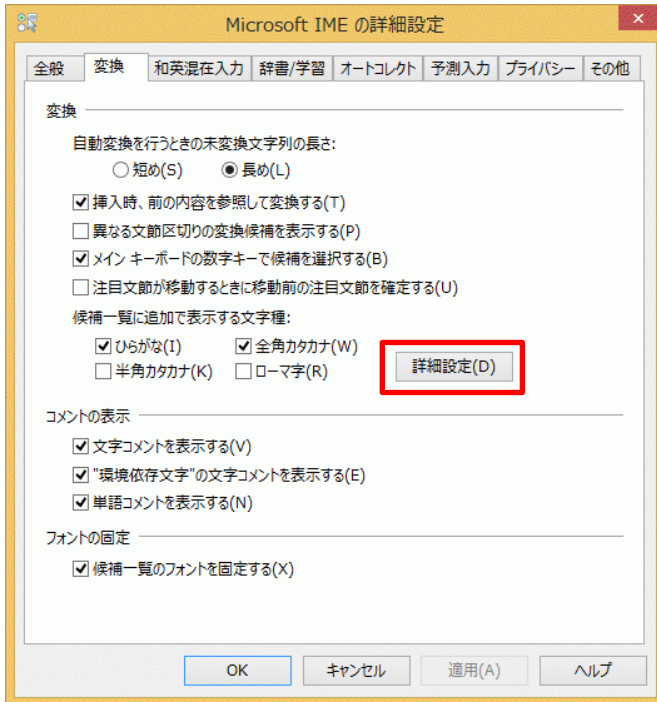 Microsoft IME の詳細設定
全般 変換 和英混在入力 辞書/学習 オートコレクト 予測入力 プライバシー その他
変換
自動変換を行うときの未変換文字列の長さ:
短め(S) 長め(L)
挿入時、前の内容を参照して変換する(T)
異なる文節区切りの変換候補を表示する(P)
メイン キーボードの数字キーで候補を選択する(B)
注目文節が移動するときに移動前の注目文節を確定する(U)
候補一覧に追加で表示する文字種:
ひらがな(I) 全角カタカナ(W)
半角カタカナ(K) ローマ字(R)
詳細設定(D)
コメントの表示
文字コメントを表示する(V)
"環境依存文字"の文字コメントを表示する(E)
単語コメントを表示する(N)
フォントの固定
候補一覧のフォントを固定する(X)
OK キャンセル 適用(A) ヘルプ